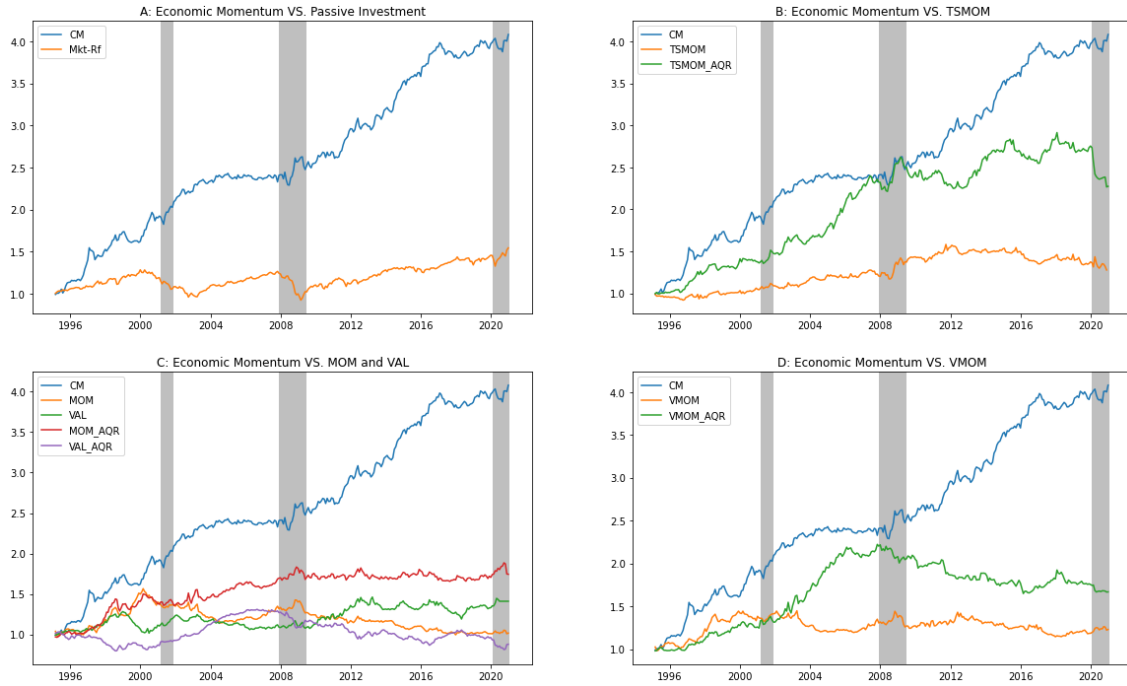 A: Economic Momentum VS. Passive Investment
CM
Mkt-Rf
4.0
3.5
3.0
2.5
2.0
1.5
1.0
1996 2000 2004 2008 2012 2016 2020
B: Economic Momentum VS. TSMOM
CM
TSMOM
TSMOM_AQR
4.0
3.5
3.0
2.5
2.0
1.5
1.0
1996 2000 2004 2008 2012 2016 2020
C: Economic Momentum VS. MOM and VAL
CM
MOM
VAL
MOM_AQR
VAL_AQR
4.0
3.5
3.0
2.5
2.0
1.5
1.0
1996 2000 2004 2008 2012 2016 2020
D: Economic Momentum VS. VMOM
CM
VMOM
VMOM_AQR
4.0
3.5
3.0
2.5
2.0
1.5
1.0
1996 2000 2004 2008 2012 2016 2020